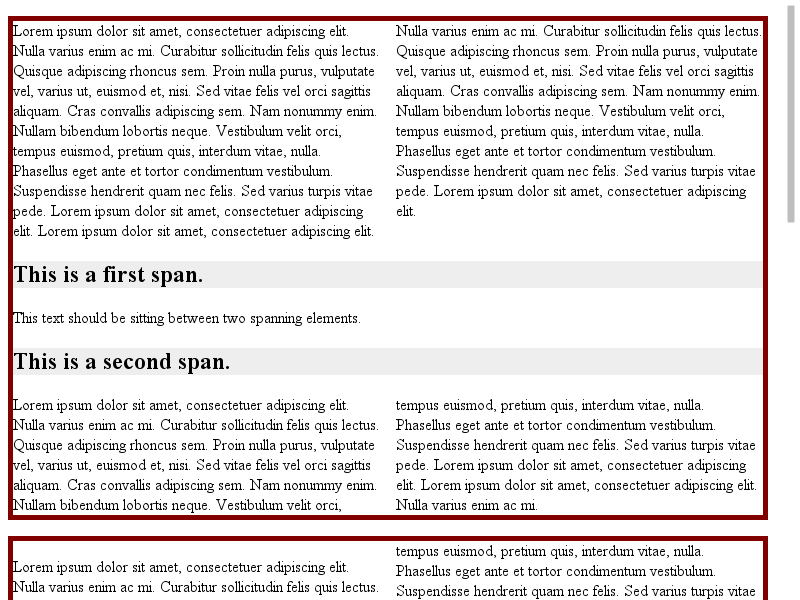 Lorem ipsum dolor sit amet, consectetuer adipiscing elit.
Nulla varius enim ac mi. Curabitur sollicitudin felis quis lectus.
Quisque adipiscing rhoncus sem. Proin nulla purus, vulputate
vel, varius ut, euismod et, nisi. Sed vitae felis vel orci sagittis
aliquam. Cras convallis adipiscing sem. Nam nonummy enim.
Nullam bibendum lobortis neque. Vestibulum velit orci,
tempus euismod, pretium quis, interdum vitae, nulla.
Phasellus eget ante et tortor condimentum vestibulum.
Suspendisse hendrerit quam nec felis. Sed varius turpis vitae
pede. Lorem ipsum dolor sit amet, consectetuer adipiscing
elit. Lorem ipsum dolor sit amet, consectetuer adipiscing elit.
Nulla varius enim ac mi. Curabitur sollicitudin felis quis lectus.
Quisque adipiscing rhoncus sem. Proin nulla purus, vulputate
vel, varius ut, euismod et, nisi. Sed vitae felis vel orci sagittis
aliquam. Cras convallis adipiscing sem. Nam nonummy enim.
Nullam bibendum lobortis neque. Vestibulum velit orci,
tempus euismod, pretium quis, interdum vitae, nulla.
Phasellus eget ante et tortor condimentum vestibulum.
Suspendisse hendrerit quam nec felis. Sed varius turpis vitae
pede. Lorem ipsum dolor sit amet, consectetuer adipiscing
elit.
This is a first span.
This text should be sitting between two spanning elements.
This is a second span.
Lorem ipsum dolor sit amet, consectetuer adipiscing elit.
Nulla varius enim ac mi. Curabitur sollicitudin felis quis lectus.
Quisque adipiscing rhoncus sem. Proin nulla purus, vulputate
vel, varius ut, euismod et, nisi. Sed vitae felis vel orci sagittis
aliquam. Cras convallis adipiscing sem. Nam nonummy enim.
Nullam bibendum lobortis neque. Vestibulum velit orci,
tempus euismod, pretium quis, interdum vitae, nulla.
Phasellus eget ante et tortor condimentum vestibulum.
Suspendisse hendrerit quam nec felis. Sed varius turpis vitae
pede. Lorem ipsum dolor sit amet, consectetuer adipiscing
elit. Lorem ipsum dolor sit amet, consectetuer adipiscing elit.
Nulla varius enim ac mi.
Lorem ipsum dolor sit amet, consectetuer adipiscing elit.
Nulla varius enim ac mi. Curabitur sollicitudin felis quis lectus.
tempus euismod, pretium quis, interdum vitae, nulla.
Phasellus eget ante et tortor condimentum vestibulum.
Suspendisse hendrerit quam nec felis. Sed varius turpis vitae